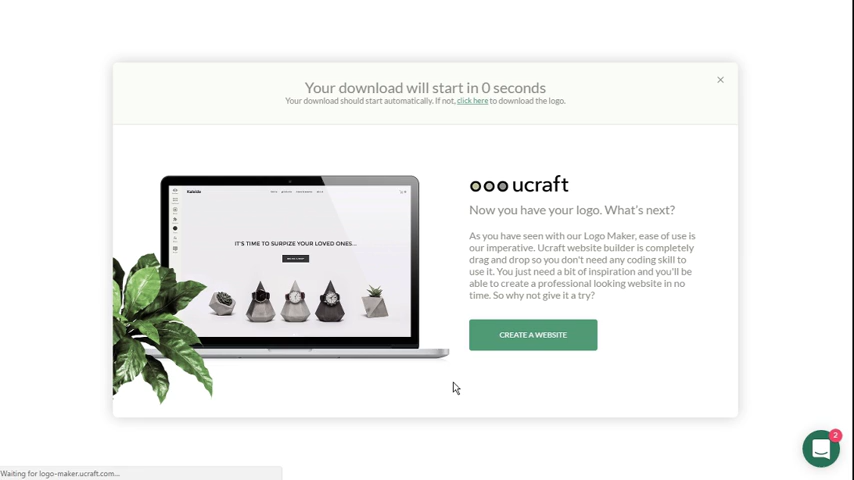 Your download will start in 0 seconds
Your download should start automatically. If not, click here to download the logo.
IT'S TIME TO SURPIZE YOUR LOVED ONES...
ucraft
Now you have your logo. What's next?
As you have seen with our Logo Maker, ease of use is
our imperative. Ucraft website builder is completely
drag and drop so you don't need any coding skill to
use it. You just need a bit of inspiration and you'll be
able to create a professional looking website in no
time. So why not give it a try?
CREATE A WEBSITE
2
Waiting for logo-maker.ucraft.com...